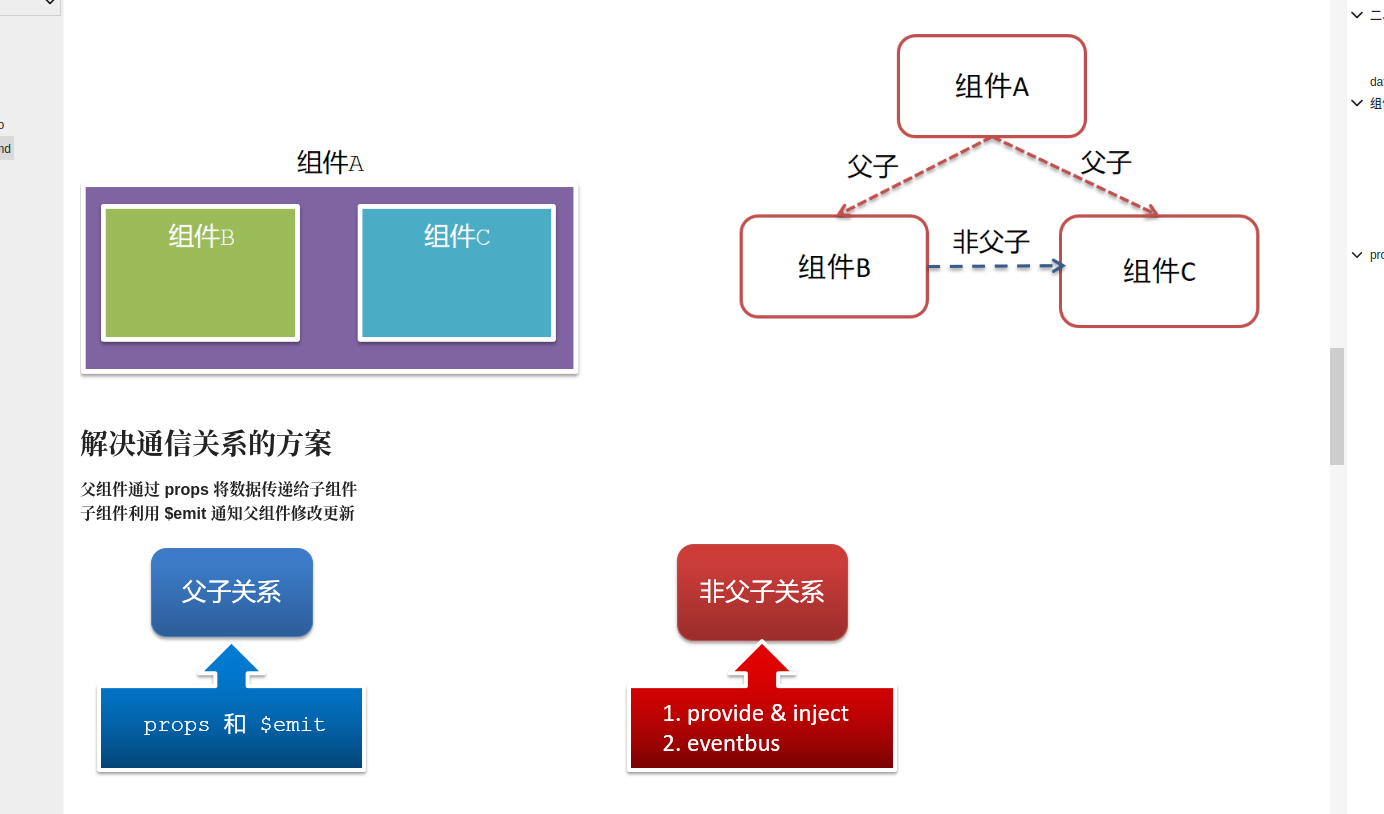 组件A
父子
父子
组件A
组件B
组件C
非父子
组件B
组件C
解决通信关系的方案
父组件通过 props 将数据传递给子组件
子组件利用 $emit 通知父组件修改更新
父子关系
非父子关系
props 和 $emit
1. provide & inject
2. eventbus